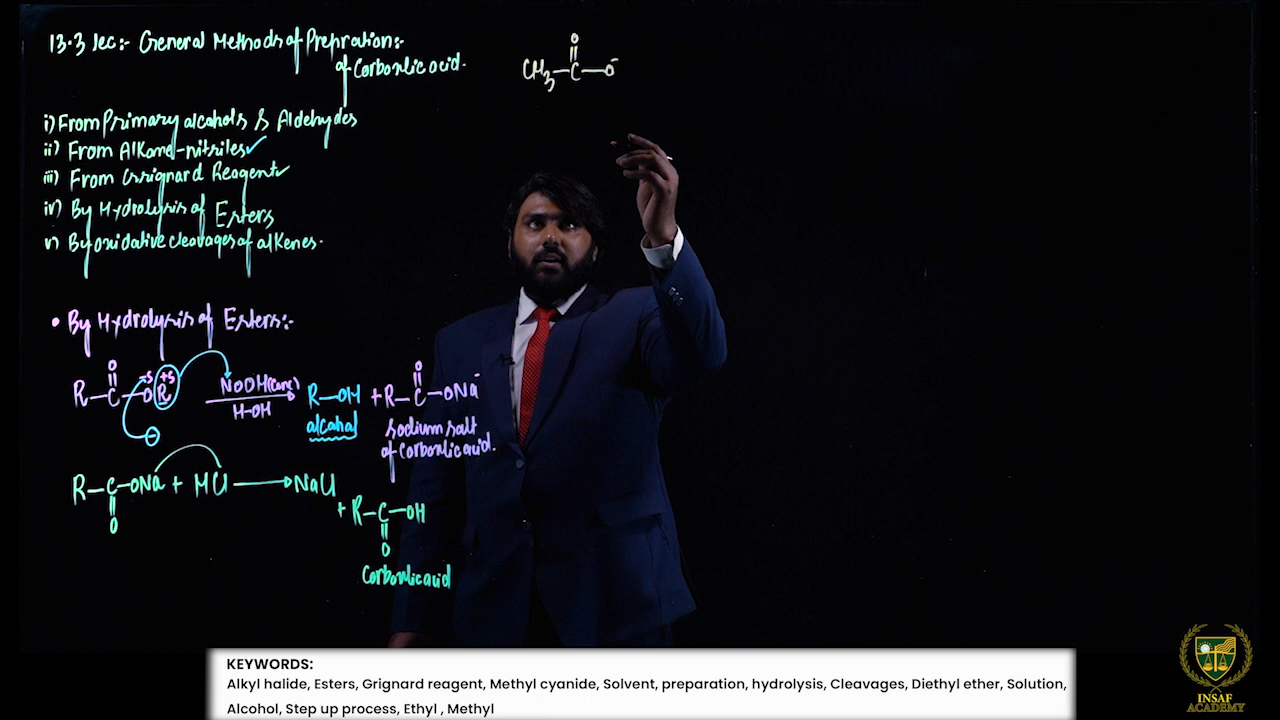 13.3 Lec:- General Methods of Prepration:-
of Carboxlic acid.
i) From Primary alcohols & Aldehydes
ii) From Alkane-nitriles ✓
iii) From Grignard Reagent ✓
iv) By Hydrolysis of Esters
v) By oxidative cleavages of alkenes.
• By Hydrolysis of Esters:-
O
R-C-OR
-δ +δ
NaOH(conc)
H-OH
R-OH + R-C-ONa⁻
O
alcohal
sodium salt
of Carboxlic acid.
R-C-ONa + HCl → NaCl
O
+ R-C-OH
O
Carboxlic acid
O
CH3-C-O⁻
KEYWORDS:
Alkyl halide, Esters, Grignard reagent, Methyl cyanide, Solvent, preparation, hydrolysis, Cleavages, Diethyl ether, Solution,
Alcohol, Step up process, Ethyl , Methyl
INSAF
ACADEMY